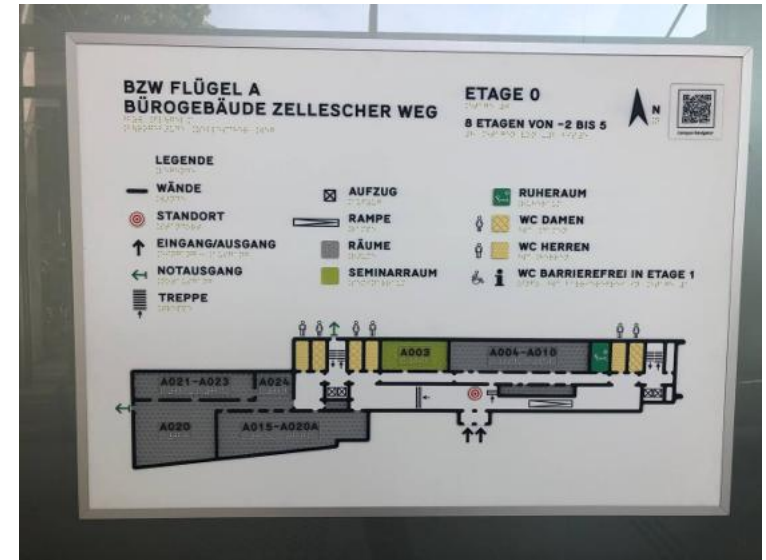 BZW FLÜGEL A
BÜROGEBÄUDE ZELLESCHER WEG
ETAGE 0
8 ETAGEN VON -2 BIS 5
N
LEGENDE
WÄNDE
STANDORT
EINGANG/AUSGANG
NOTAUSGANG
TREPPE
AUFZUG
RAMPE
RÄUME
SEMINARRAUM
RUHERAUM
WC DAMEN
WC HERREN
WC BARRIEREFREI IN ETAGE 1
A003
A004-A010
A021-A023
A024
A020
A015-A020A